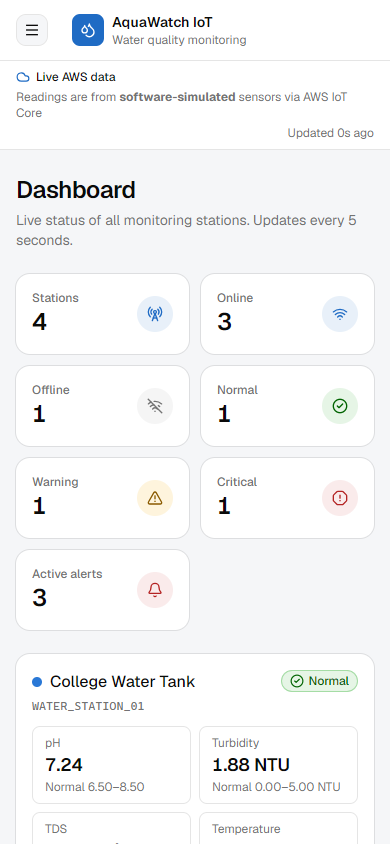 AquaWatch IoT
Water quality monitoring
Live AWS data
Readings are from software-simulated sensors via AWS IoT
Core
Updated 0s ago
Dashboard
Live status of all monitoring stations. Updates every 5
seconds.
Stations
4
Online
3
Offline
1
Normal
1
Warning
1
Critical
1
Active alerts
3
College Water Tank
Normal
WATER_STATION_01
pH
7.24
Normal 6.50–8.50
Turbidity
1.88 NTU
Normal 0.00–5.00 NTU
TDS
Temperature